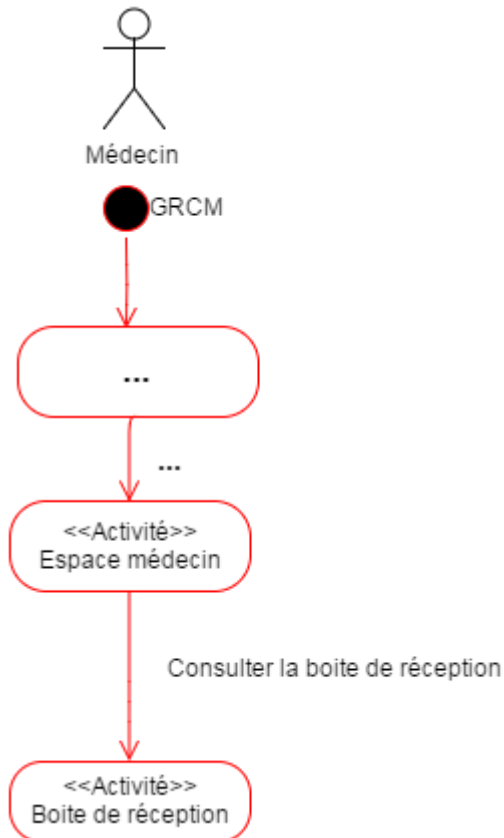 Médecin
GRCM
...
...
<<Activité>>
Espace médecin
Consulter la boite de réception
<<Activité>>
Boite de réception